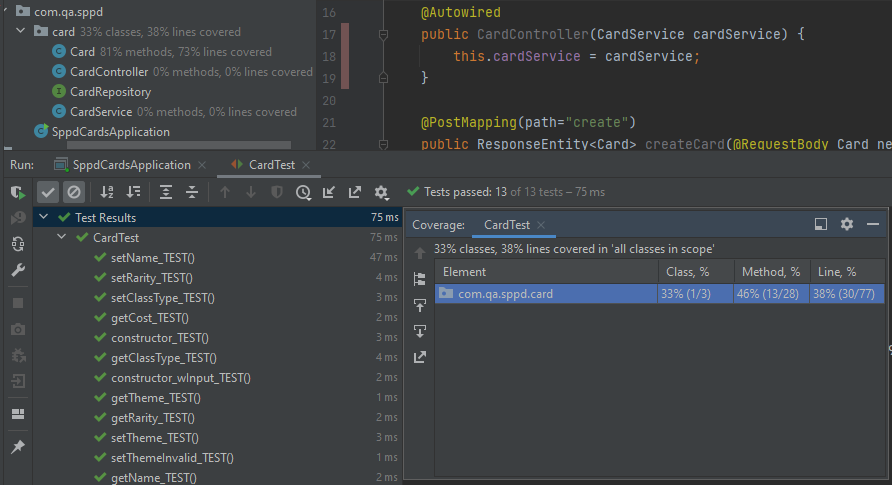 com.qa.sppd
card 33% classes, 38% lines covered
Card 81% methods, 73% lines covered
CardController 0% methods, 0% lines covered
CardRepository
CardService 0% methods, 0% lines covered
SppdCardsApplication
16 @Autowired
17 public CardController(CardService cardService) {
18 this.cardService = cardService;
19 }
20
21 @PostMapping(path="create")
22 public ResponseEntity<Card> createCard(@RequestBody Card ne
Run: SppdCardsApplication × CardTest ×
Tests passed: 13 of 13 tests – 75 ms
Test Results 75 ms
CardTest 75 ms
setName_TEST() 47 ms
setRarity_TEST() 4 ms
setClassType_TEST() 3 ms
getCost_TEST() 2 ms
constructor_TEST() 3 ms
getClassType_TEST() 4 ms
constructor_wInput_TEST() 2 ms
getTheme_TEST() 1 ms
getRarity_TEST() 2 ms
setTheme_TEST() 3 ms
setThemeInvalid_TEST() 1 ms
getName_TEST() 2 ms
Coverage: CardTest ×
33% classes, 38% lines covered in 'all classes in scope'
Element Class, % Method, % Line, %
com.qa.sppd.card 33% (1/3) 46% (13/28) 38% (30/77)